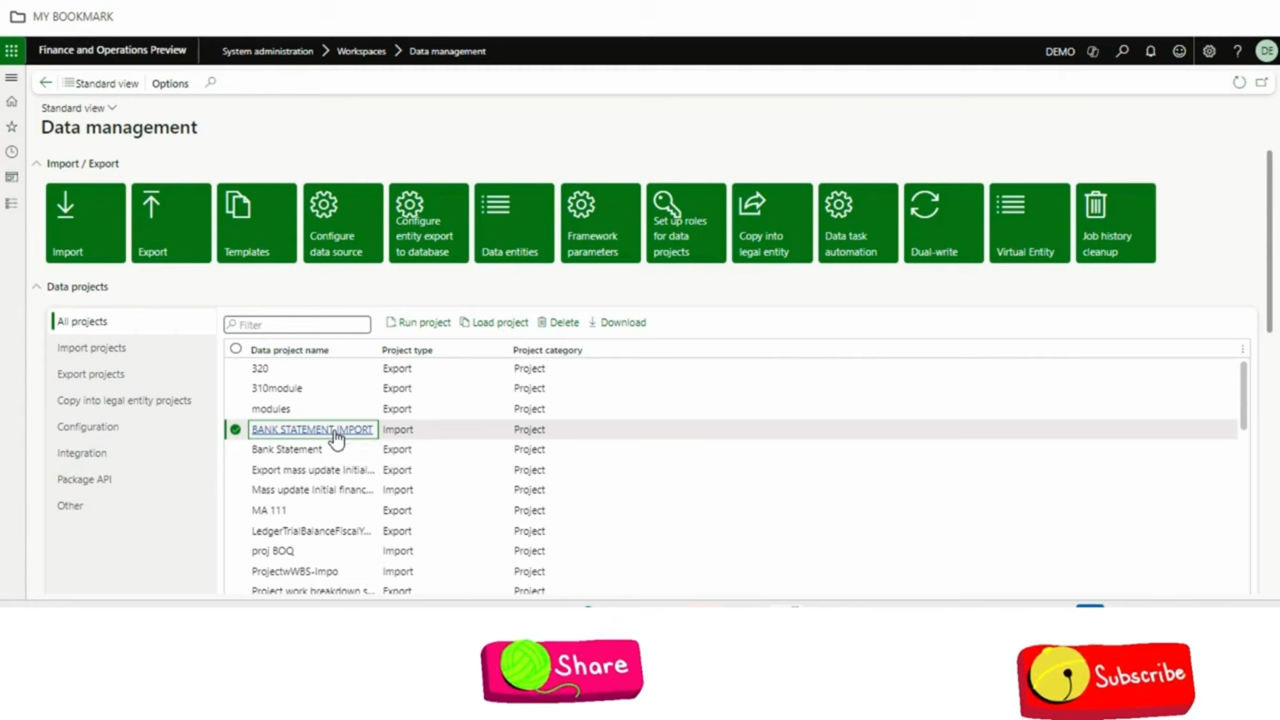 MY BOOKMARK
Finance and Operations Preview
System administration > Workspaces > Data management
DEMO
?
DE
Standard view
Options
Standard view
Data management
Import / Export
Import
Export
Templates
Configure
data source
Configure
entity export
to database
Data entities
Framework
parameters
Set up roles
for data
projects
Copy into
legal entity
Data task
automation
Dual-write
Virtual Entity
Job history
cleanup
Data projects
All projects
Import projects
Export projects
Copy into legal entity projects
Configuration
Integration
Package API
Other
Filter
Run project
Load project
Delete
Download
Data project name Project type Project category
320 Export Project
310module Export Project
modules Export Project
BANK STATEMENT IMPORT Import Project
Bank Statement Export Project
Export mass update Initial... Export Project
Mass update Initial financ... Import Project
MA 111 Export Project
LedgerTrialBalanceFiscalY... Export Project
proj BOQ Import Project
ProjectwWBS-Impo Import Project
Project work breakdown s... Export Project
Share
Subscribe